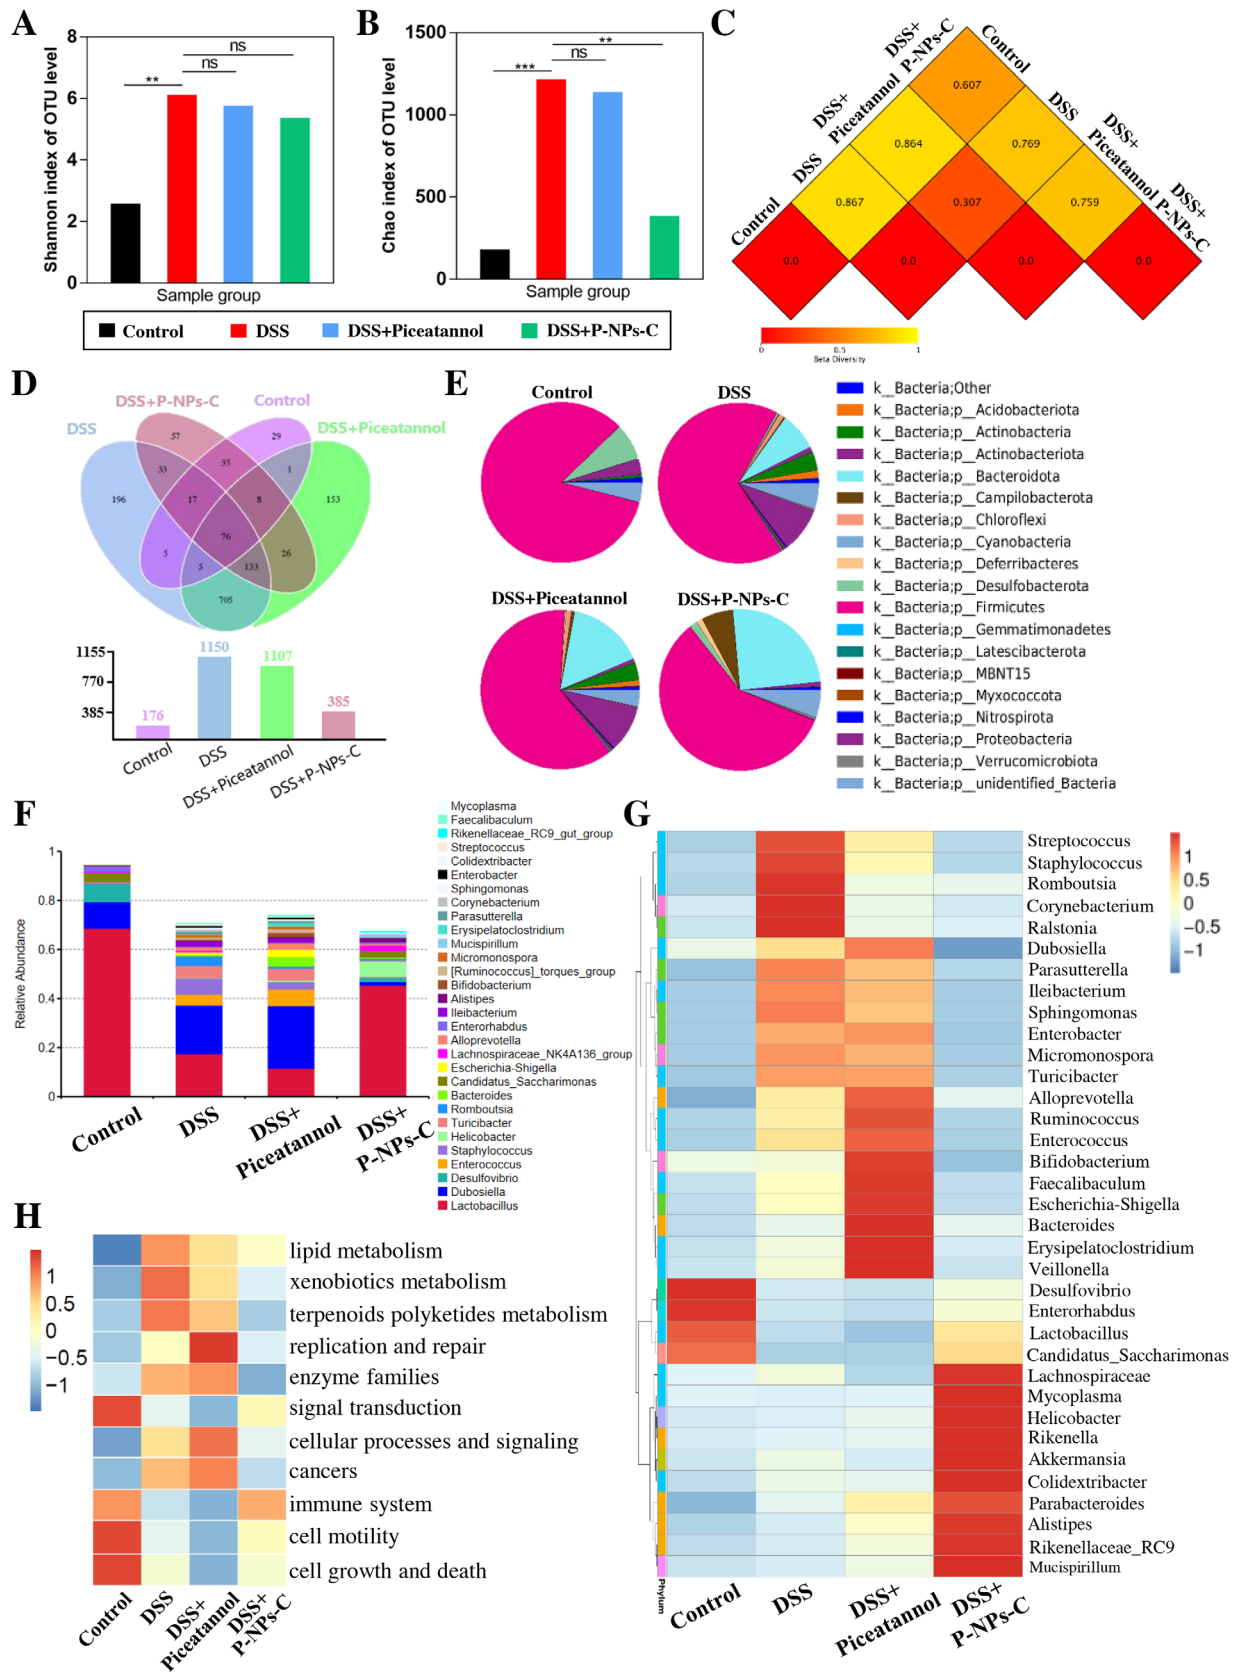 A
Shannon index of OTU level
8
6
4
2
0
**
ns
ns
Sample group
B
Chao index of OTU level
1500
1000
500
0
***
ns
**
Sample group
Control
DSS
DSS+Piceatannol
DSS+P-NPs-C
C
Control
DSS
DSS+
Piceatannol
DSS+
P-NPs-C
Control
DSS
DSS+
Piceatannol
DSS+
P-NPs-C
0.607
0.864
0.769
0.867
0.307
0.759
0.0
0.0
0.0
0.0
0
0.5
1
Beta Diversity
D
DSS+P-NPs-C
Control
DSS
DSS+Piceatannol
57
29
33
35
1
196
17
8
153
76
5
5
133
26
705
1155
770
385
176
1150
1107
385
Control
DSS
DSS+Piceatannol
DSS+P-NPs-C
E
Control
DSS
DSS+Piceatannol
DSS+P-NPs-C
k__Bacteria;Other
k__Bacteria;p__Acidobacteriota
k__Bacteria;p__Actinobacteria
k__Bacteria;p__Actinobacteriota
k__Bacteria;p__Bacteroidota
k__Bacteria;p__Campilobacterota
k__Bacteria;p__Chloroflexi
k__Bacteria;p__Cyanobacteria
k__Bacteria;p__Deferribacteres
k__Bacteria;p__Desulfobacterota
k__Bacteria;p__Firmicutes
k__Bacteria;p__Gemmatimonadetes
k__Bacteria;p__Latescibacterota
k__Bacteria;p__MBNT15
k__Bacteria;p__Myxococcota
k__Bacteria;p__Nitrospirota
k__Bacteria;p__Proteobacteria
k__Bacteria;p__Verrucomicrobiota
k__Bacteria;p__unidentified_Bacteria
F
Relative Abundance
1
0.8
0.6
0.4
0.2
0
Control
DSS
DSS+
Piceatannol
DSS+
P-NPs-C
Mycoplasma
Faecalibaculum
Rikenellaceae_RC9_gut_group
Streptococcus
Colidextribacter
Enterobacter
Sphingomonas
Corynebacterium
Parasutterella
Erysipelatoclostridium
Mucispirillum
Micromonospora
[Ruminococcus]_torques_group
Bifidobacterium
Alistipes
Ileibacterium
Enterorhabdus
Alloprevotella
Lachnospiraceae_NK4A136_group
Escherichia-Shigella
Candidatus_Saccharimonas
Bacteroides
Romboutsia
Turicibacter
Helicobacter
Staphylococcus
Enterococcus
Desulfovibrio
Dubosiella
Lactobacillus
G
Streptococcus
Staphylococcus
Romboutsia
Corynebacterium
Ralstonia
Dubosiella
Parasutterella
Ileibacterium
Sphingomonas
Enterobacter
Micromonospora
Turicibacter
Alloprevotella
Ruminococcus
Enterococcus
Bifidobacterium
Faecalibaculum
Escherichia-Shigella
Bacteroides
Erysipelatoclostridium
Veillonella
Desulfovibrio
Enterorhabdus
Lactobacillus
Candidatus_Saccharimonas
Lachnospiraceae
Mycoplasma
Helicobacter
Rikenella
Akkermansia
Colidextribacter
Parabacteroides
Alistipes
Rikenellaceae_RC9
Mucispirillum
1
0.5
0
−0.5
−1
Phylum
Control
DSS
DSS+
Piceatannol
DSS+
P-NPs-C
H
1
0.5
0
−0.5
−1
lipid metabolism
xenobiotics metabolism
terpenoids polyketides metabolism
replication and repair
enzyme families
signal transduction
cellular processes and signaling
cancers
immune system
cell motility
cell growth and death
Control
DSS
DSS+
Piceatannol
DSS+
P-NPs-C